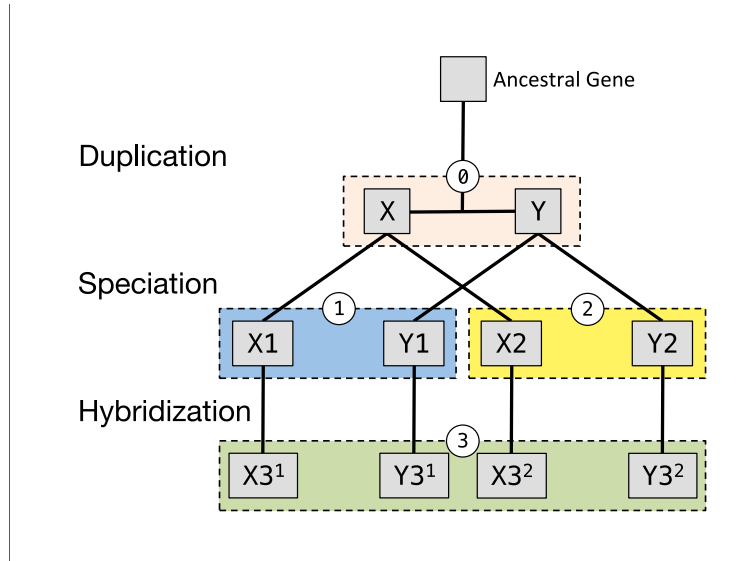 Ancestral Gene
Duplication
0
X Y
Speciation
1 2
X1 Y1 X2 Y2
Hybridization
3
X3¹ Y3¹ X3² Y3²